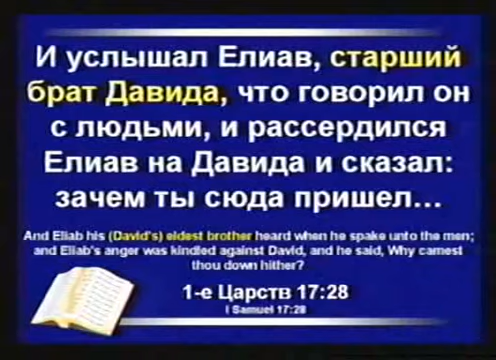 И услышал Елиав, старший
брат Давида, что говорил он
с людьми, и рассердился
Елиав на Давида и сказал:
зачем ты сюда пришел...
And Eliab his (David's) eldest brother heard when he spake unto the men;
and Eliab's anger was kindled against David, and he said, Why camest
thou down hither?
1-е Царств 17:28
I Samuel 17:28